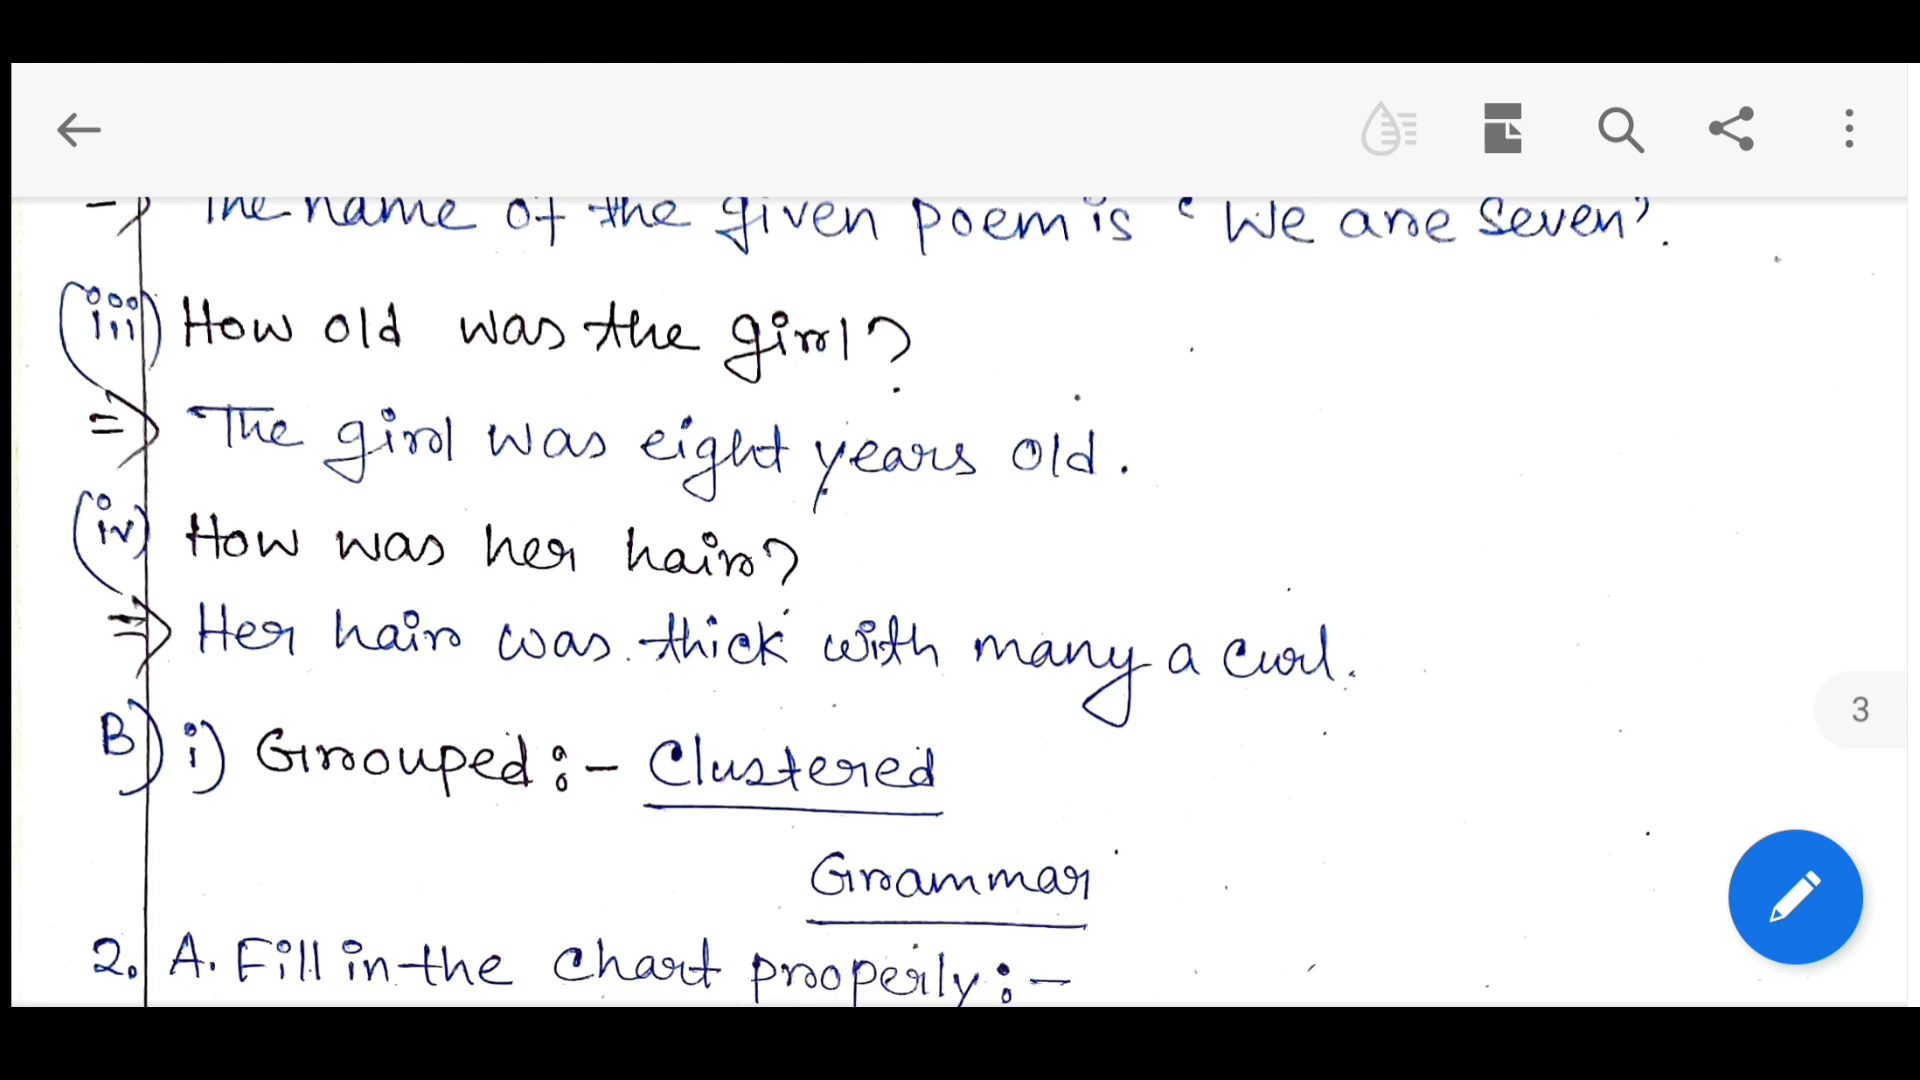 => The name of the given poem is 'We are Seven'.
(iii) How old was the girl?
=> The girl was eight years old.
(iv) How was her hair?
=> Her hair was thick with many a curl.
B) i) Grouped :- Clustered
3
Grammar
2. A. Fill in the chart properly :-